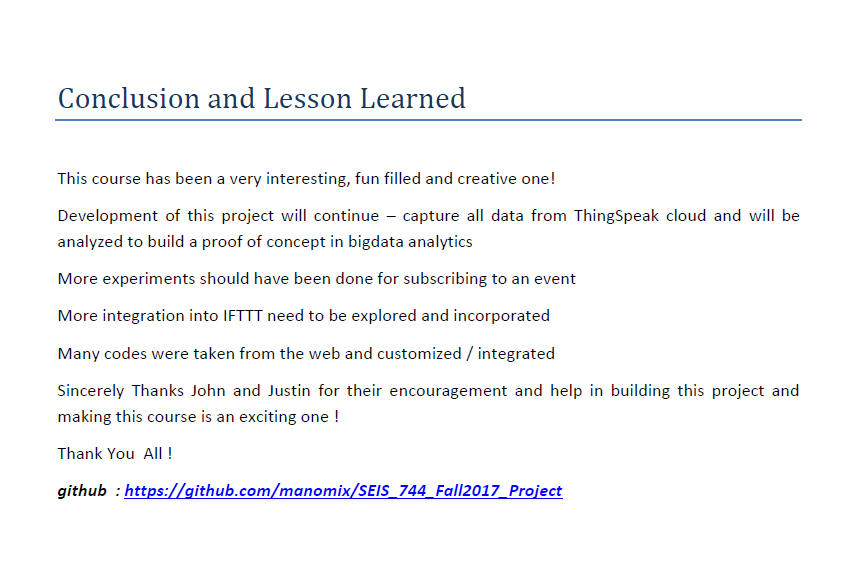 Conclusion and Lesson Learned
This course has been a very interesting, fun filled and creative one!
Development of this project will continue – capture all data from ThingSpeak cloud and will be
analyzed to build a proof of concept in bigdata analytics
More experiments should have been done for subscribing to an event
More integration into IFTTT need to be explored and incorporated
Many codes were taken from the web and customized / integrated
Sincerely Thanks John and Justin for their encouragement and help in building this project and
making this course is an exciting one !
Thank You  All !
github  : https://github.com/manomix/SEIS_744_Fall2017_Project